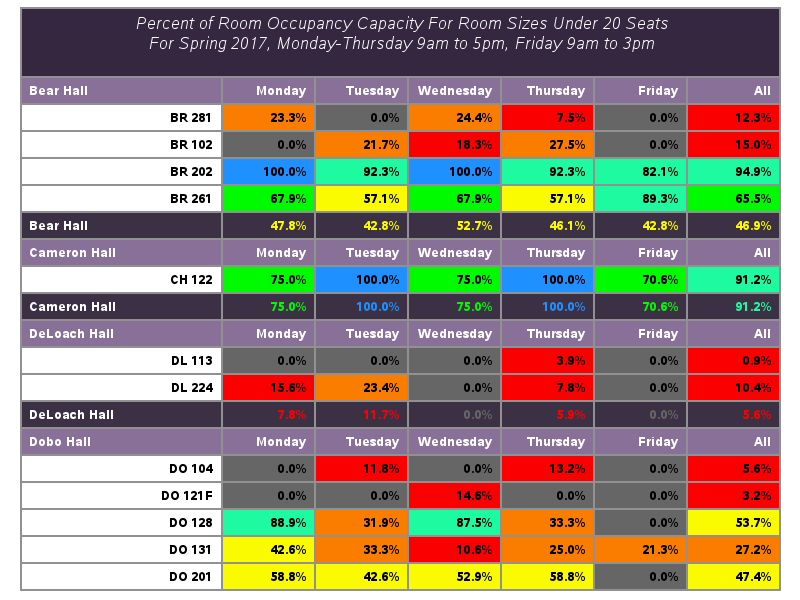 Percent of Room Occupancy Capacity For Room Sizes Under 20 Seats
For Spring 2017, Monday-Thursday 9am to 5pm, Friday 9am to 3pm
Bear Hall Monday Tuesday Wednesday Thursday Friday All
BR 281 23.3% 0.0% 24.4% 7.5% 0.0% 12.3%
BR 102 0.0% 21.7% 18.3% 27.5% 0.0% 15.0%
BR 202 100.0% 92.3% 100.0% 92.3% 82.1% 94.9%
BR 261 67.9% 57.1% 67.9% 57.1% 89.3% 65.5%
Bear Hall 47.8% 42.8% 52.7% 46.1% 42.8% 46.9%
Cameron Hall Monday Tuesday Wednesday Thursday Friday All
CH 122 75.0% 100.0% 75.0% 100.0% 70.6% 91.2%
Cameron Hall 75.0% 100.0% 75.0% 100.0% 70.6% 91.2%
DeLoach Hall Monday Tuesday Wednesday Thursday Friday All
DL 113 0.0% 0.0% 0.0% 3.9% 0.0% 0.9%
DL 224 15.6% 23.4% 0.0% 7.8% 0.0% 10.4%
DeLoach Hall 7.8% 11.7% 0.0% 5.9% 0.0% 5.6%
Dobo Hall Monday Tuesday Wednesday Thursday Friday All
DO 104 0.0% 11.8% 0.0% 13.2% 0.0% 5.6%
DO 121F 0.0% 0.0% 14.6% 0.0% 0.0% 3.2%
DO 128 88.9% 31.9% 87.5% 33.3% 0.0% 53.7%
DO 131 42.6% 33.3% 10.6% 25.0% 21.3% 27.2%
DO 201 58.8% 42.6% 52.9% 58.8% 0.0% 47.4%